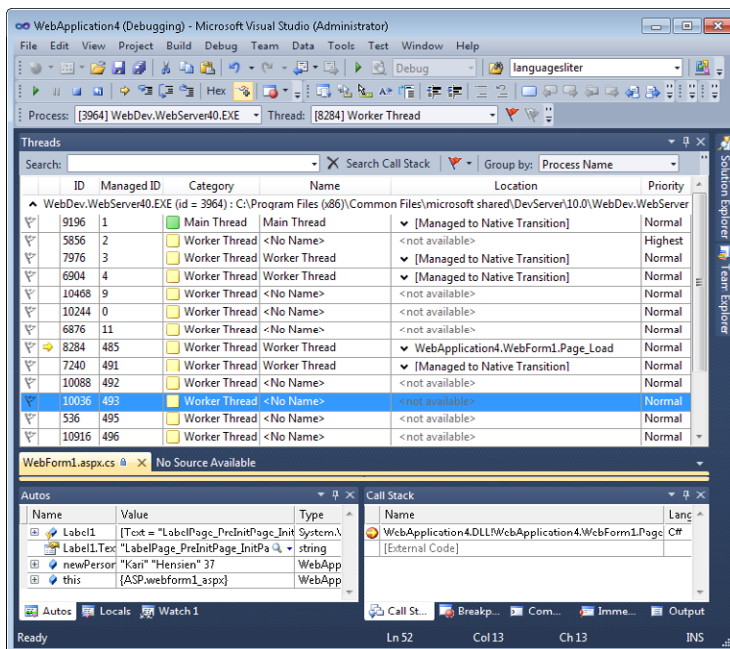 WebApplication4 (Debugging) - Microsoft Visual Studio (Administrator)
File Edit View Project Build Debug Team Data Tools Test Window Help
Debug languagesliter
Hex
Process: [3964] WebDev.WebServer40.EXE Thread: [8284] Worker Thread
Threads
Search: Search Call Stack Group by: Process Name
ID Managed ID Category Name Location Priority
WebDev.WebServer40.EXE (id = 3964) : C:\Program Files (x86)\Common Files\microsoft shared\DevServer\10.0\WebDev.WebServer
9196 1 Main Thread Main Thread [Managed to Native Transition] Normal
5856 2 Worker Thread <No Name> <not available> Highest
7976 3 Worker Thread Worker Thread [Managed to Native Transition] Normal
6904 4 Worker Thread Worker Thread [Managed to Native Transition] Normal
10468 9 Worker Thread <No Name> <not available> Normal
10244 0 Worker Thread <No Name> <not available> Normal
6876 11 Worker Thread <No Name> <not available> Normal
8284 485 Worker Thread Worker Thread WebApplication4.WebForm1.Page_Load Normal
7240 491 Worker Thread Worker Thread [Managed to Native Transition] Normal
10088 492 Worker Thread <No Name> <not available> Normal
10036 493 Worker Thread <No Name> <not available> Normal
536 495 Worker Thread <No Name> <not available> Normal
10916 496 Worker Thread <No Name> <not available> Normal
Solution Explorer
Team Explorer
WebForm1.aspx.cs No Source Available
Autos
Name Value Type
Label1 {Text = "LabelPage_PreInitPage_Init System.\
Label1.Tex "LabelPage_PreInitPage_InitPa string
newPersor "Kari" "Hensien" 37 WebApp
this {ASP.webform1_aspx} WebApp
Autos Locals Watch 1
Call Stack
Name Lang
WebApplication4.DLL!WebApplication4.WebForm1.Page C#
[External Code]
Call St... Breakp... Com... Imme... Output
Ready Ln 52 Col 13 Ch 13 INS